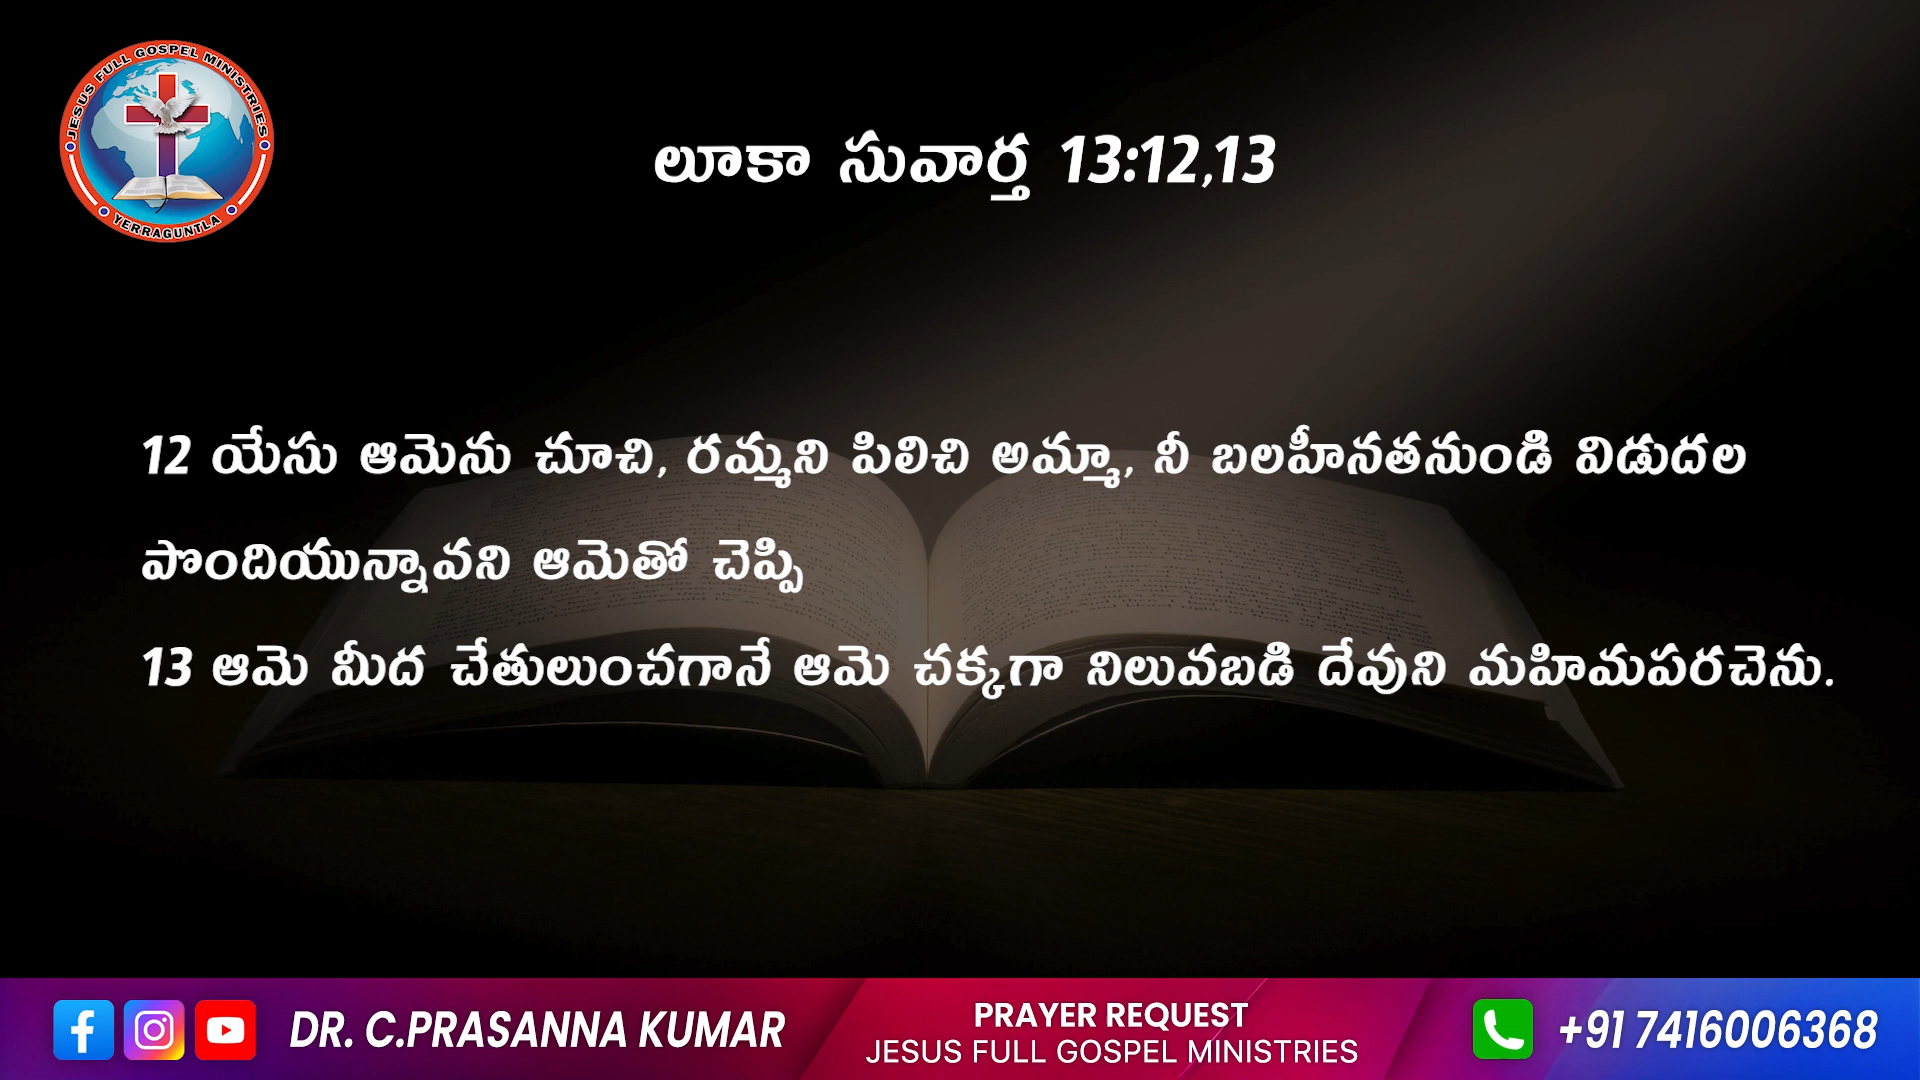 JESUS FULL GOSPEL MINISTRIES
YERRAGUNTLA
లూకా సువార్త 13:12,13
12 యేసు ఆమెను చూచి, రమ్మని పిలిచి అమ్మా, నీ బలహీనతనుండి విడుదల
పొందియున్నావని ఆమెతో చెప్పి
13 ఆమె మీద చేతులుంచగానే ఆమె చక్కగా నిలువబడి దేవుని మహిమపరచెను.
DR. C.PRASANNA KUMAR
PRAYER REQUEST
JESUS FULL GOSPEL MINISTRIES
+91 7416006368